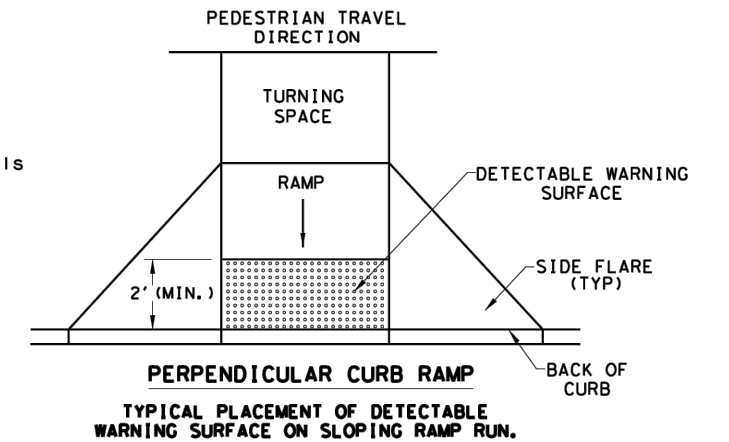 PEDESTRIAN TRAVEL
DIRECTION
TURNING
SPACE
ls
RAMP
DETECTABLE WARNING
SURFACE
SIDE FLARE
(TYP)
2' (MIN.)
BACK OF
CURB
PERPENDICULAR CURB RAMP
TYPICAL PLACEMENT OF DETECTABLE
WARNING SURFACE ON SLOPING RAMP RUN.